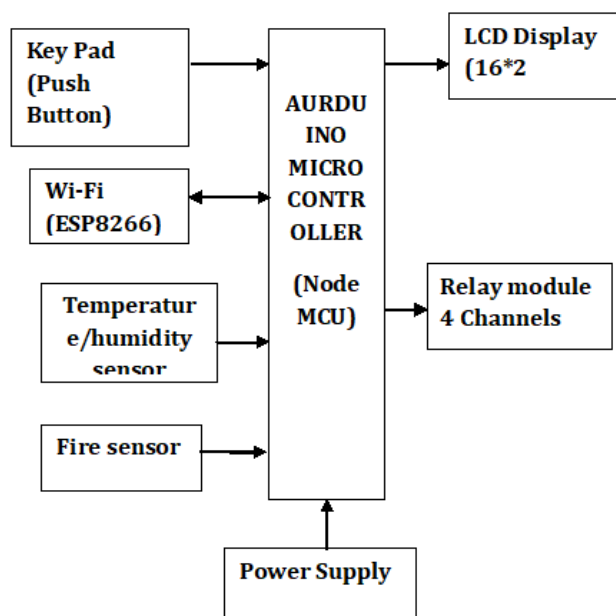 Key Pad
(Push
Button)
Wi-Fi
(ESP8266)
Temperatur
e/humidity
sensor
Fire sensor
AURDU
INO
MICRO
CONTR
OLLER
(Node
MCU)
LCD Display
(16*2
Relay module
4 Channels
Power Supply